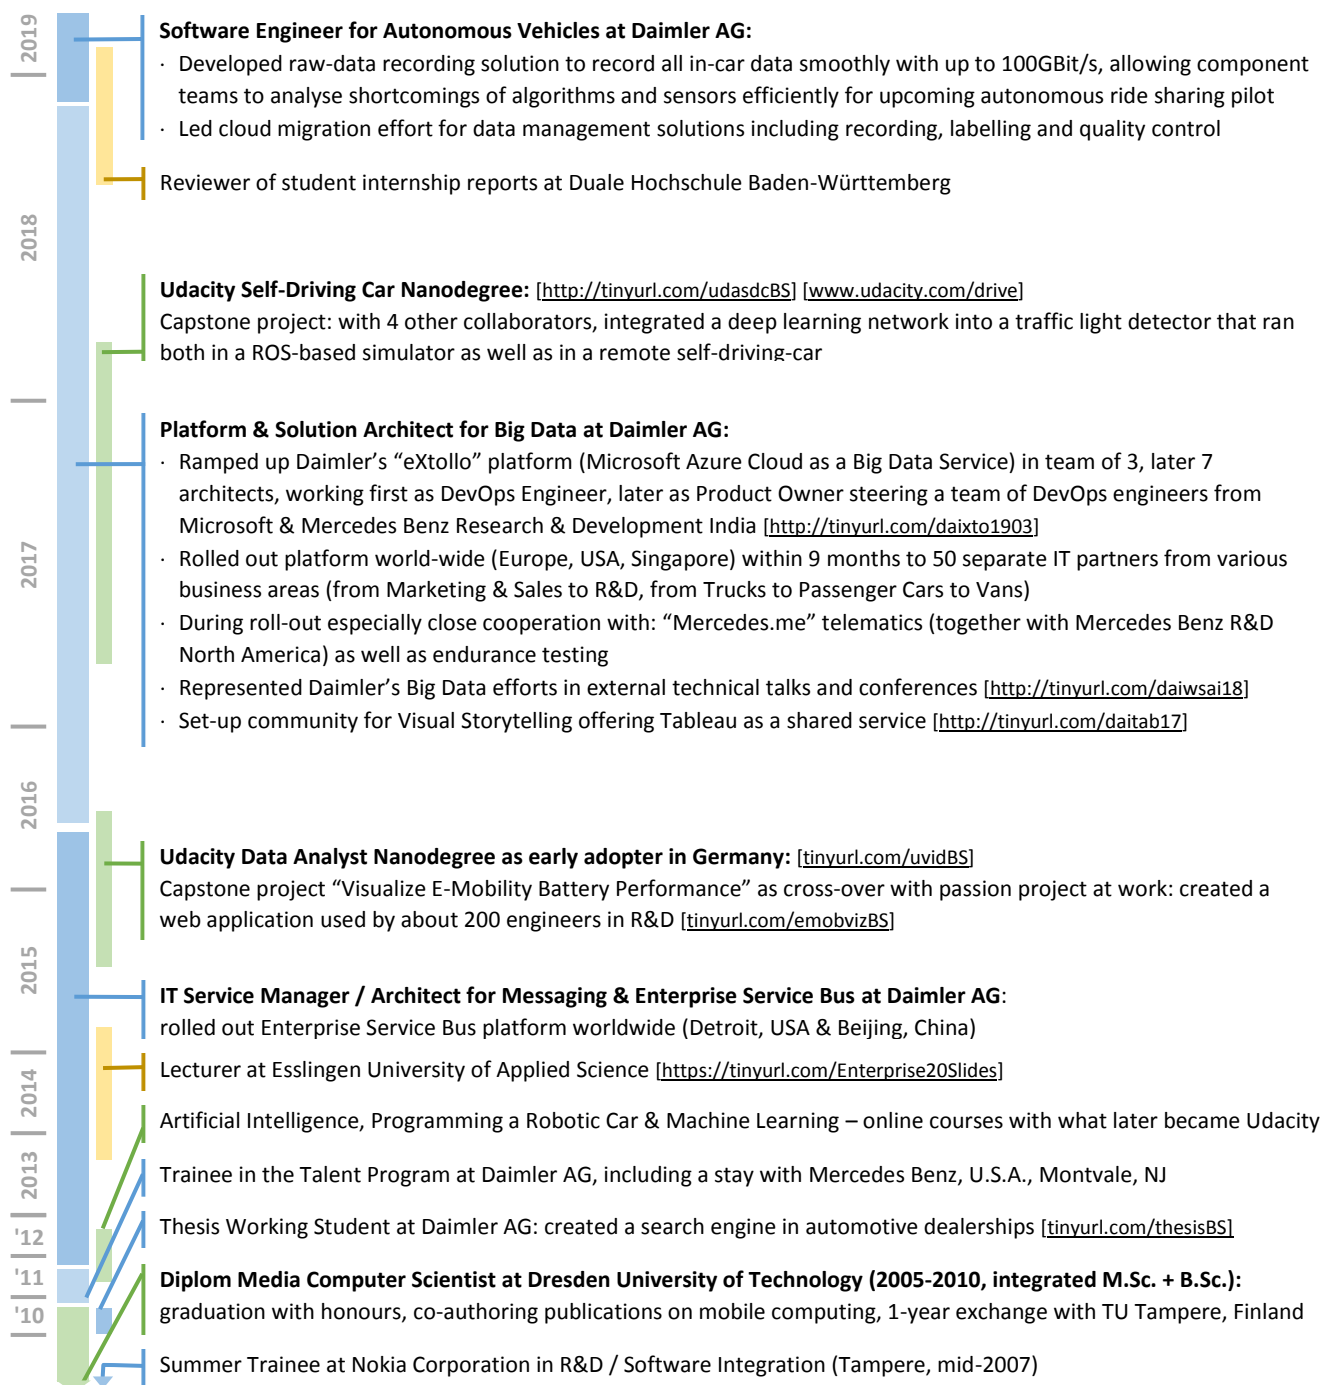 2019
Software Engineer for Autonomous Vehicles at Daimler AG:
· Developed raw-data recording solution to record all in-car data smoothly with up to 100GBit/s, allowing component
teams to analyse shortcomings of algorithms and sensors efficiently for upcoming autonomous ride sharing pilot
· Led cloud migration effort for data management solutions including recording, labelling and quality control
Reviewer of student internship reports at Duale Hochschule Baden-Württemberg
2018
Udacity Self-Driving Car Nanodegree: [http://tinyurl.com/udasdcBS] [www.udacity.com/drive]
Capstone project: with 4 other collaborators, integrated a deep learning network into a traffic light detector that ran
both in a ROS-based simulator as well as in a remote self-driving-car
Platform & Solution Architect for Big Data at Daimler AG:
· Ramped up Daimler's “eXtollo” platform (Microsoft Azure Cloud as a Big Data Service) in team of 3, later 7
architects, working first as DevOps Engineer, later as Product Owner steering a team of DevOps engineers from
Microsoft & Mercedes Benz Research & Development India [http://tinyurl.com/daixto1903]
2017
· Rolled out platform world-wide (Europe, USA, Singapore) within 9 months to 50 separate IT partners from various
business areas (from Marketing & Sales to R&D, from Trucks to Passenger Cars to Vans)
· During roll-out especially close cooperation with: “Mercedes.me” telematics (together with Mercedes Benz R&D
North America) as well as endurance testing
· Represented Daimler's Big Data efforts in external technical talks and conferences [http://tinyurl.com/daiwsai18]
· Set-up community for Visual Storytelling offering Tableau as a shared service [http://tinyurl.com/daitab17]
2016
Udacity Data Analyst Nanodegree as early adopter in Germany: [tinyurl.com/uvidBS]
Capstone project “Visualize E-Mobility Battery Performance” as cross-over with passion project at work: created a
web application used by about 200 engineers in R&D [tinyurl.com/emobvizBS]
2015
IT Service Manager / Architect for Messaging & Enterprise Service Bus at Daimler AG:
rolled out Enterprise Service Bus platform worldwide (Detroit, USA & Beijing, China)
Lecturer at Esslingen University of Applied Science [https://tinyurl.com/Enterprise20Slides]
2014
Artificial Intelligence, Programming a Robotic Car & Machine Learning – online courses with what later became Udacity
2013
Trainee in the Talent Program at Daimler AG, including a stay with Mercedes Benz, U.S.A., Montvale, NJ
'12
Thesis Working Student at Daimler AG: created a search engine in automotive dealerships [tinyurl.com/thesisBS]
'11
Diplom Media Computer Scientist at Dresden University of Technology (2005-2010, integrated M.Sc. + B.Sc.):
'10
graduation with honours, co-authoring publications on mobile computing, 1-year exchange with TU Tampere, Finland
Summer Trainee at Nokia Corporation in R&D / Software Integration (Tampere, mid-2007)